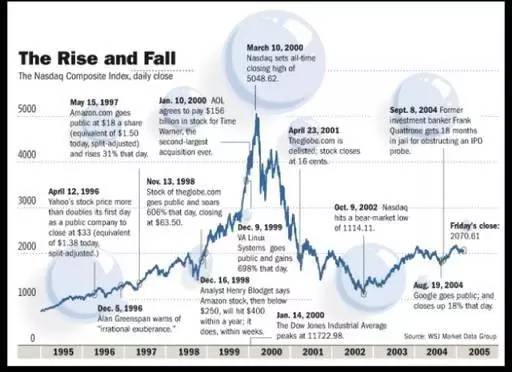 The Rise and Fall
The Nasdaq Composite Index, daily close
March 10, 2000
Nasdaq sets all-time
closing high of
5048.62.
May 15, 1997
Amazon.com goes
public at $18 a share
(equivalent of $1.50
today, split-adjusted)
and rises 31% that day.
Jan. 10, 2000 AOL
agrees to pay $156
billion in stock for Time
Warner, the
second-largest
acquisition ever.
April 23, 2001
Theglobe.com is
delisted; stock closes
at 16 cents.
Sept. 8, 2004 Former
investment banker Frank
Quattrone gets 18 months
in jail for obstructing an IPO
probe.
April 12, 1996
Yahoo's stock price more
than doubles its first day
as a public company to
close at $33 (equivalent
of $1.38 today,
split-adjusted.)
Nov. 13, 1998
Stock of theglobe.com
goes public and soars
606% that day, closing
at $63.50.
Dec. 9, 1999
VA Linux
Systems goes
public and gains
698% that day.
Oct. 9, 2002 Nasdaq
hits a bear-market low
of 1114.11.
Friday's close:
2070.61
Dec. 5, 1996
Alan Greenspan warns of
"irrational exuberance."
Dec. 16, 1998
Analyst Henry Blodget says
Amazon stock, then below
$250, will hit $400
within a year; it
does, within weeks.
Jan. 14, 2000
The Dow Jones Industrial Average
peaks at 11722.98.
Aug. 19, 2004
Google goes public; and
closes up 18% that day.
5000
4000
3000
2000
1000
0
Source: WSJ Market Data Group
1995 1996 1997 1998 1999 2000 2001 2002 2003 2004 2005